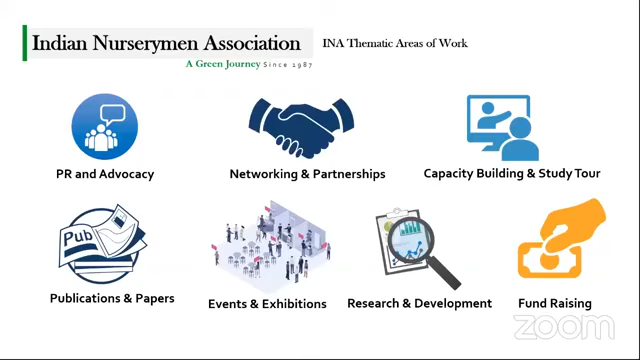 Indian Nurserymen Association
INA Thematic Areas of Work
A Green Journey Since 1987
PR and Advocacy
Networking & Partnerships
Capacity Building & Study Tour
Pub
Publications & Papers
Events & Exhibitions
Research & Development
Fund Raising
zoom